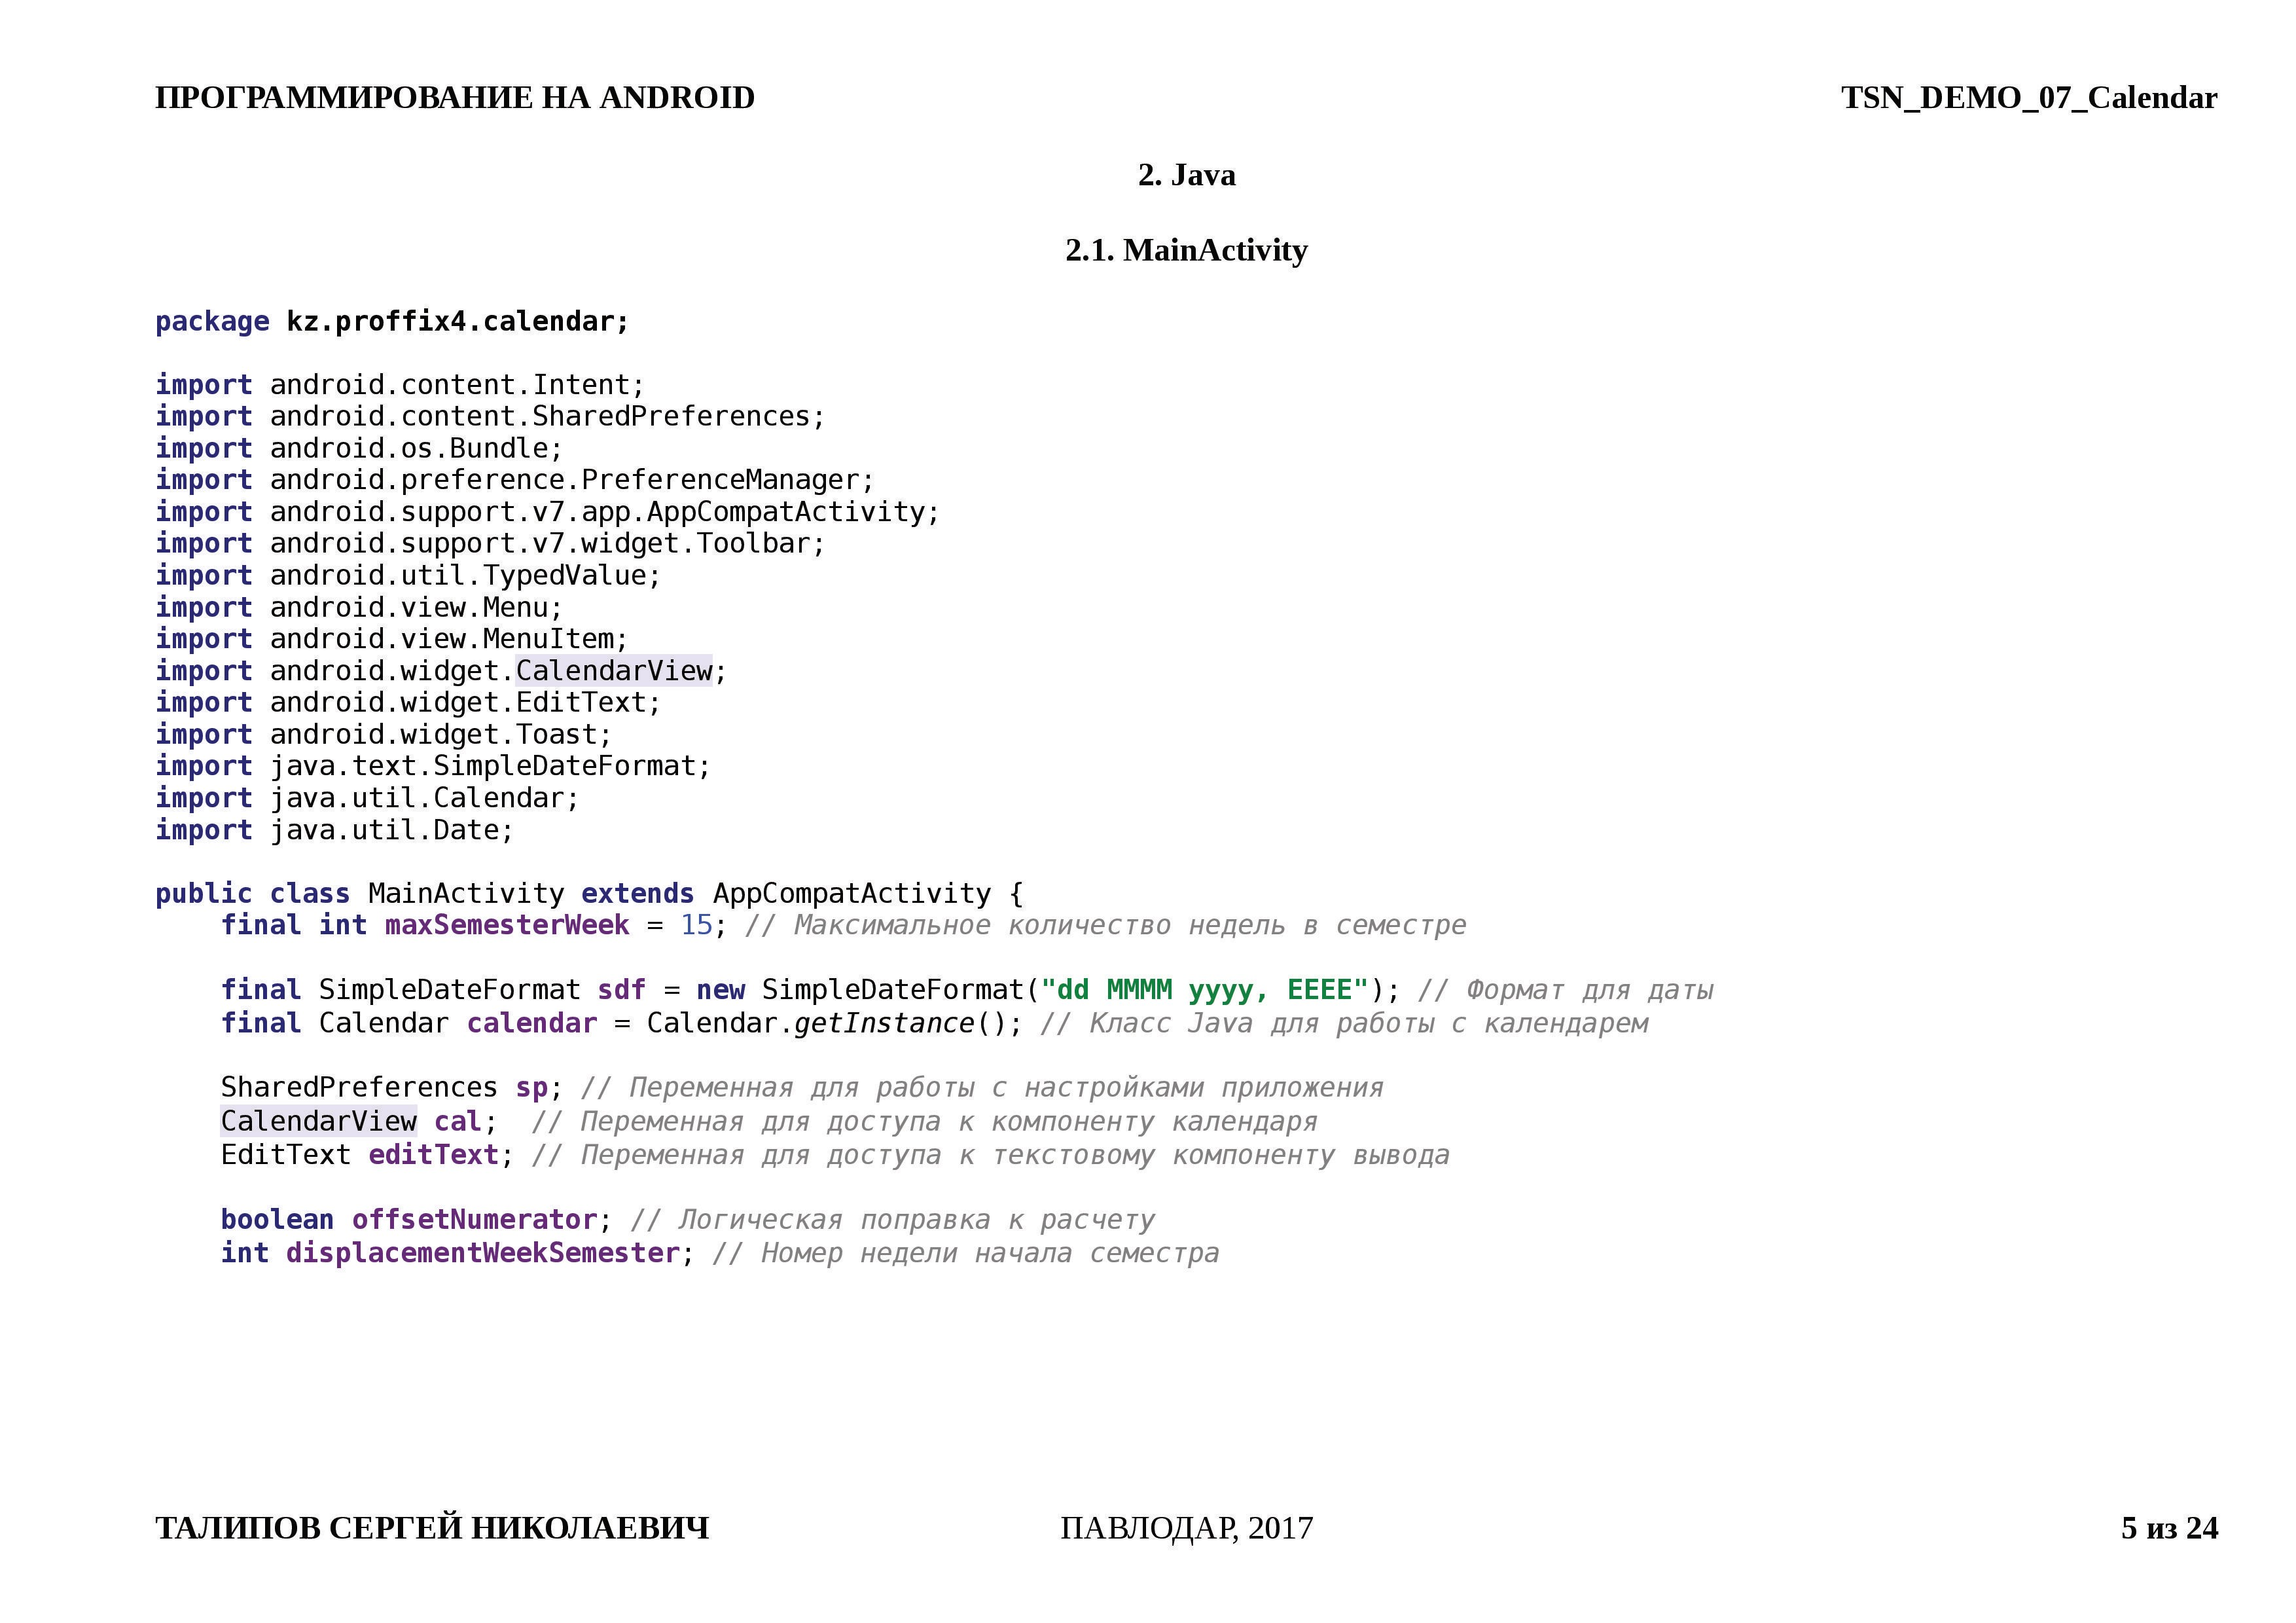 ПРОГРАММИРОВАНИЕ НА ANDROID TSN_DEMO_07_Calendar
2. Java
2.1. MainActivity
package kz.proffix4.calendar;
import android.content.Intent;
import android.content.SharedPreferences;
import android.os.Bundle;
import android.preference.PreferenceManager;
import android.support.v7.app.AppCompatActivity;
import android.support.v7.widget.Toolbar;
import android.util.TypedValue;
import android.view.Menu;
import android.view.MenuItem;
import android.widget.CalendarView;
import android.widget.EditText;
import android.widget.Toast;
import java.text.SimpleDateFormat;
import java.util.Calendar;
import java.util.Date;
public class MainActivity extends AppCompatActivity {
    final int maxSemesterWeek = 15; // Максимальное количество недель в семестре
    final SimpleDateFormat sdf = new SimpleDateFormat("dd MMMM yyyy, EEEE"); // Формат для даты
    final Calendar calendar = Calendar.getInstance(); // Класс Java для работы с календарем
    SharedPreferences sp; // Переменная для работы с настройками приложения
    CalendarView cal;  // Переменная для доступа к компоненту календаря
    EditText editText; // Переменная для доступа к текстовому компоненту вывода
    boolean offsetNumerator; // Логическая поправка к расчету
    int displacementWeekSemester; // Номер недели начала семестра
ТАЛИПОВ СЕРГЕЙ НИКОЛАЕВИЧ ПАВЛОДАР, 2017 5 из 24